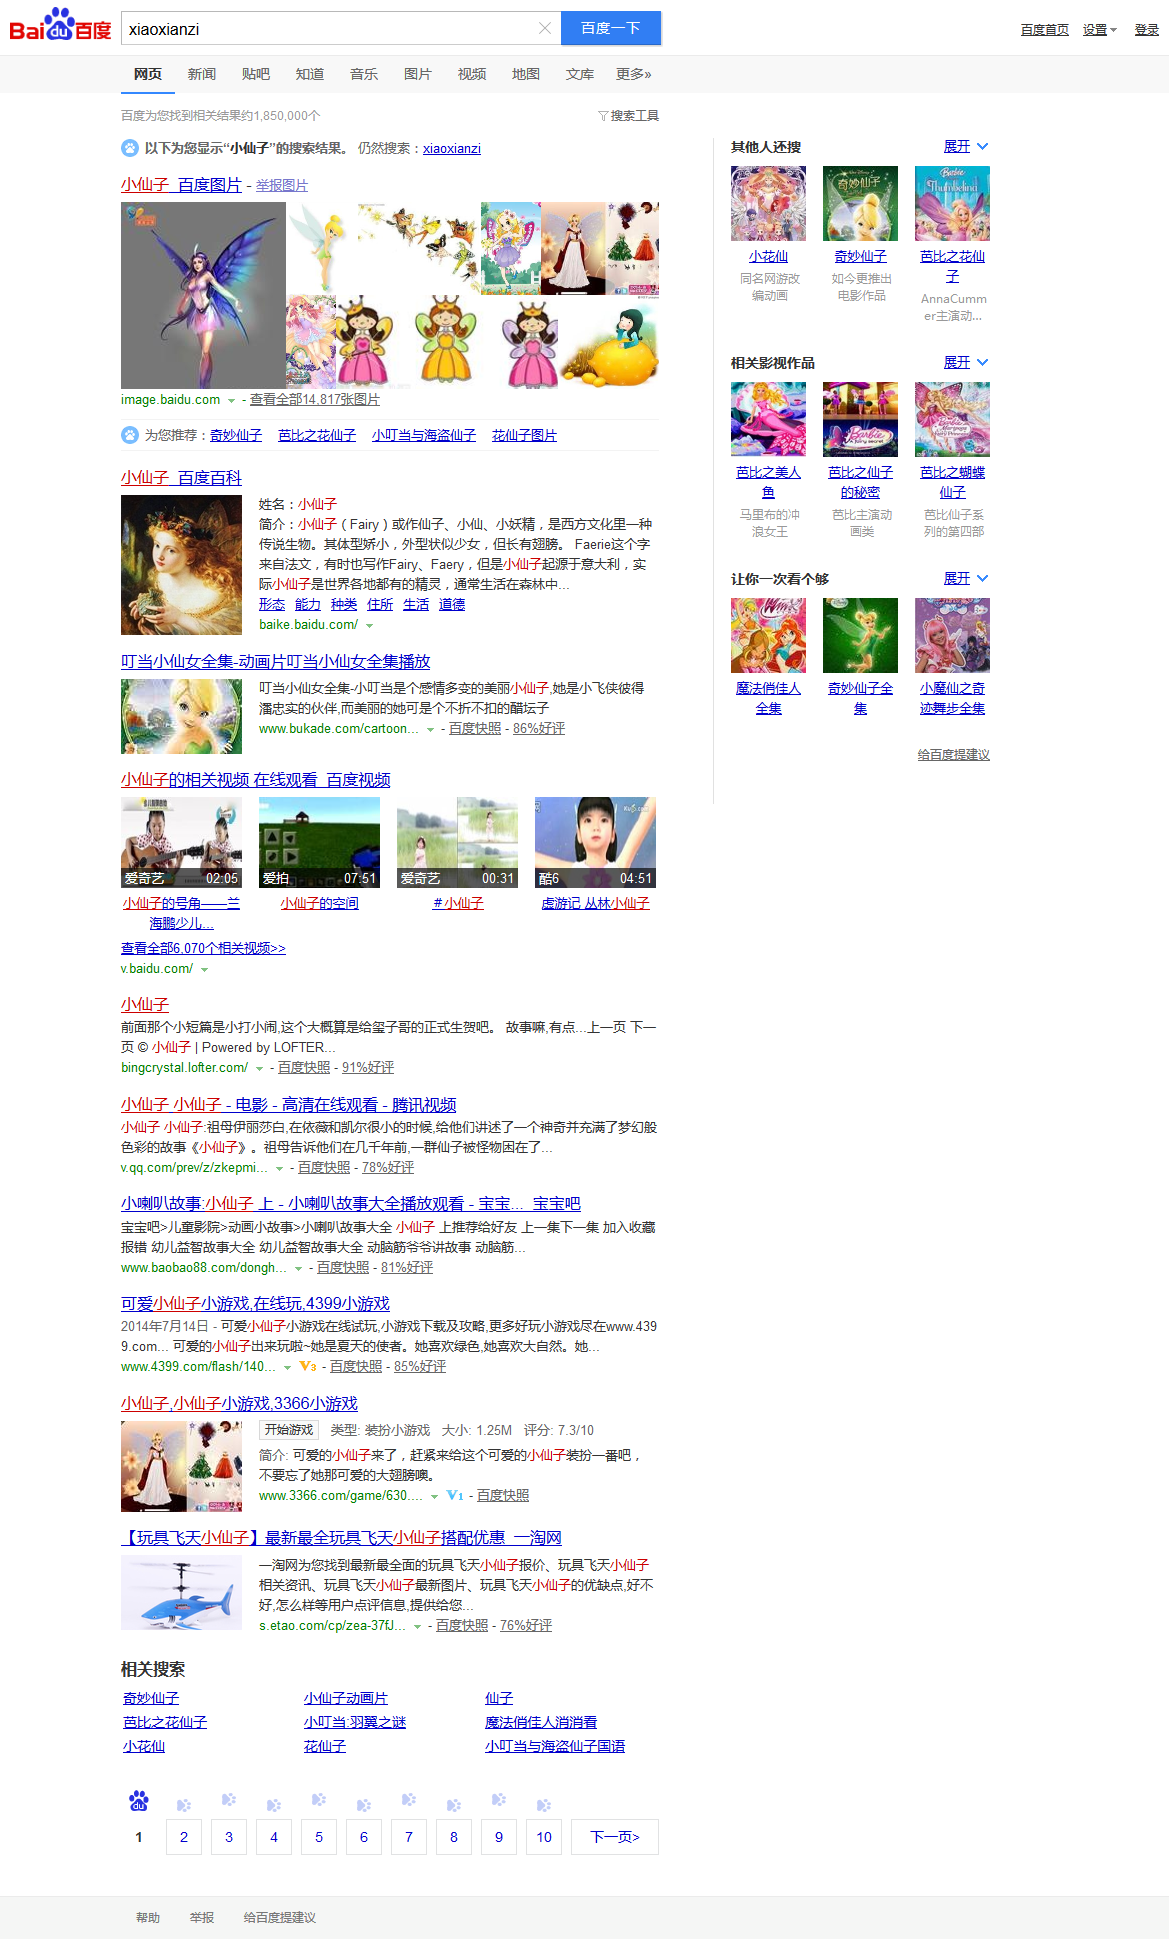 Bai du 百度
xiaoxianzi
百度一下
百度首页 设置 登录
网页 新闻 贴吧 知道 音乐 图片 视频 地图 文库 更多»
百度为您找到相关结果约1,850,000个
搜索工具
以下为您显示“小仙子”的搜索结果。 仍然搜索：xiaoxianzi
小仙子_百度图片 - 举报图片
image.baidu.com - 查看全部14,817张图片
为您推荐：奇妙仙子 芭比之花仙子 小叮当与海盗仙子 花仙子图片
小仙子_百度百科
姓名：小仙子
简介：小仙子（Fairy）或作仙子、小仙、小妖精，是西方文化里一种
传说生物。其体型娇小，外型状似少女，但长有翅膀。 Faerie这个字
来自法文，有时也写作Fairy、Faery，但是小仙子起源于意大利，实
际小仙子是世界各地都有的精灵，通常生活在森林中...
形态 能力 种类 住所 生活 道德
baike.baidu.com/
叮当小仙女全集-动画片叮当小仙女全集播放
叮当小仙女全集-小叮当是个感情多变的美丽小仙子,她是小飞侠彼得
潘忠实的伙伴,而美丽的她可是个不折不扣的醋坛子
www.bukade.com/cartoon... - 百度快照 - 86%好评
小仙子的相关视频 在线观看_百度视频
爱奇艺 02:05 爱拍 07:51 爱奇艺 00:31 酷6 04:51
小仙子的号角——兰 小仙子的空间 #小仙子 虚游记 丛林小仙子
海鹏少儿...
查看全部6,070个相关视频>>
v.baidu.com/
小仙子
前面那个小短篇是小打小闹,这个大概算是给玺子哥的正式生贺吧。 故事嘛,有点...上一页 下一
页 © 小仙子 | Powered by LOFTER...
bingcrystal.lofter.com/ - 百度快照 - 91%好评
小仙子 小仙子 - 电影 - 高清在线观看 - 腾讯视频
小仙子 小仙子:祖母伊丽莎白,在依薇和凯尔很小的时候,给他们讲述了一个神奇并充满了梦幻般
色彩的故事《小仙子》。祖母告诉他们在几千年前,一群仙子被怪物困在了...
v.qq.com/prev/z/zkepmi... - 百度快照 - 78%好评
小喇叭故事:小仙子 上 - 小喇叭故事大全播放观看 - 宝宝..._宝宝吧
宝宝吧>儿童影院>动画小故事>小喇叭故事大全 小仙子 上推荐给好友 上一集下一集 加入收藏
报错 幼儿益智故事大全 幼儿益智故事大全 动脑筋爷爷讲故事 动脑筋...
www.baobao88.com/dongh... - 百度快照 - 81%好评
可爱小仙子小游戏,在线玩,4399小游戏
2014年7月14日 - 可爱小仙子小游戏在线试玩,小游戏下载及攻略,更多好玩小游戏尽在www.439
9.com... 可爱的小仙子出来玩啦~她是夏天的使者。她喜欢绿色,她喜欢大自然。她...
www.4399.com/flash/140... V3 - 百度快照 - 85%好评
小仙子,小仙子小游戏,3366小游戏
开始游戏 类型: 装扮小游戏 大小: 1.25M 评分: 7.3/10
简介: 可爱的小仙子来了，赶紧来给这个可爱的小仙子装扮一番吧，
不要忘了她那可爱的大翅膀噢。
www.3366.com/game/630.... V1 - 百度快照
【玩具飞天小仙子】最新最全玩具飞天小仙子搭配优惠_一淘网
一淘网为您找到最新最全面的玩具飞天小仙子报价、玩具飞天小仙子
相关资讯、玩具飞天小仙子最新图片、玩具飞天小仙子的优缺点,好不
好,怎么样等用户点评信息,提供给您...
s.etao.com/cp/zea-37fJ... - 百度快照 - 76%好评
相关搜索
奇妙仙子 小仙子动画片 仙子
芭比之花仙子 小叮当:羽翼之谜 魔法俏佳人消消看
小花仙 花仙子 小叮当与海盗仙子国语
du
1 2 3 4 5 6 7 8 9 10 下一页>
其他人还搜 展开
奇妙仙子
Barbie
Thumbelina
小花仙 奇妙仙子 芭比之花仙
子
同名网游改 如今更推出 AnnaCumm
编动画 电影作品 er主演动...
相关影视作品 展开
Barbie
fairy secret
芭比之美人 芭比之仙子 芭比之蝴蝶
鱼 的秘密 仙子
马里布的冲 芭比主演动 芭比仙子系
浪女王 画类 列的第四部
让你一次看个够 展开
Winx
魔法俏佳人 奇妙仙子全 小魔仙之奇
全集 集 迹舞步全集
给百度提建议
帮助 举报 给百度提建议